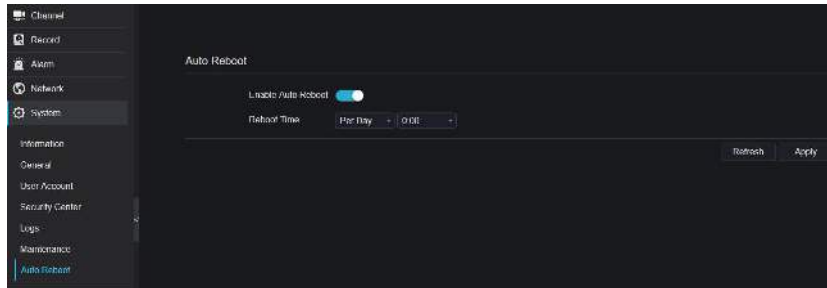 Channel
Record
Alarm
Network
System
Information
General
User Account
Security Center
Logs
Maintenance
Auto Reboot
Auto Reboot
Enable Auto Reboot
Reboot Time Per Day 0:00
Refresh Apply